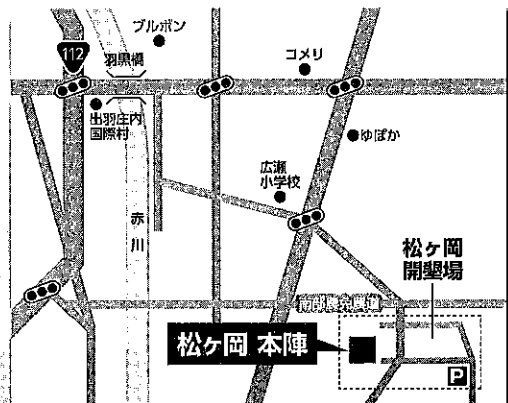 ブルボン
112
羽黒橋
コメリ
出羽庄内
国際村
ゆぽか
広瀬
小学校
赤川
松ヶ岡
開墾場
松ヶ岡 本陣
P